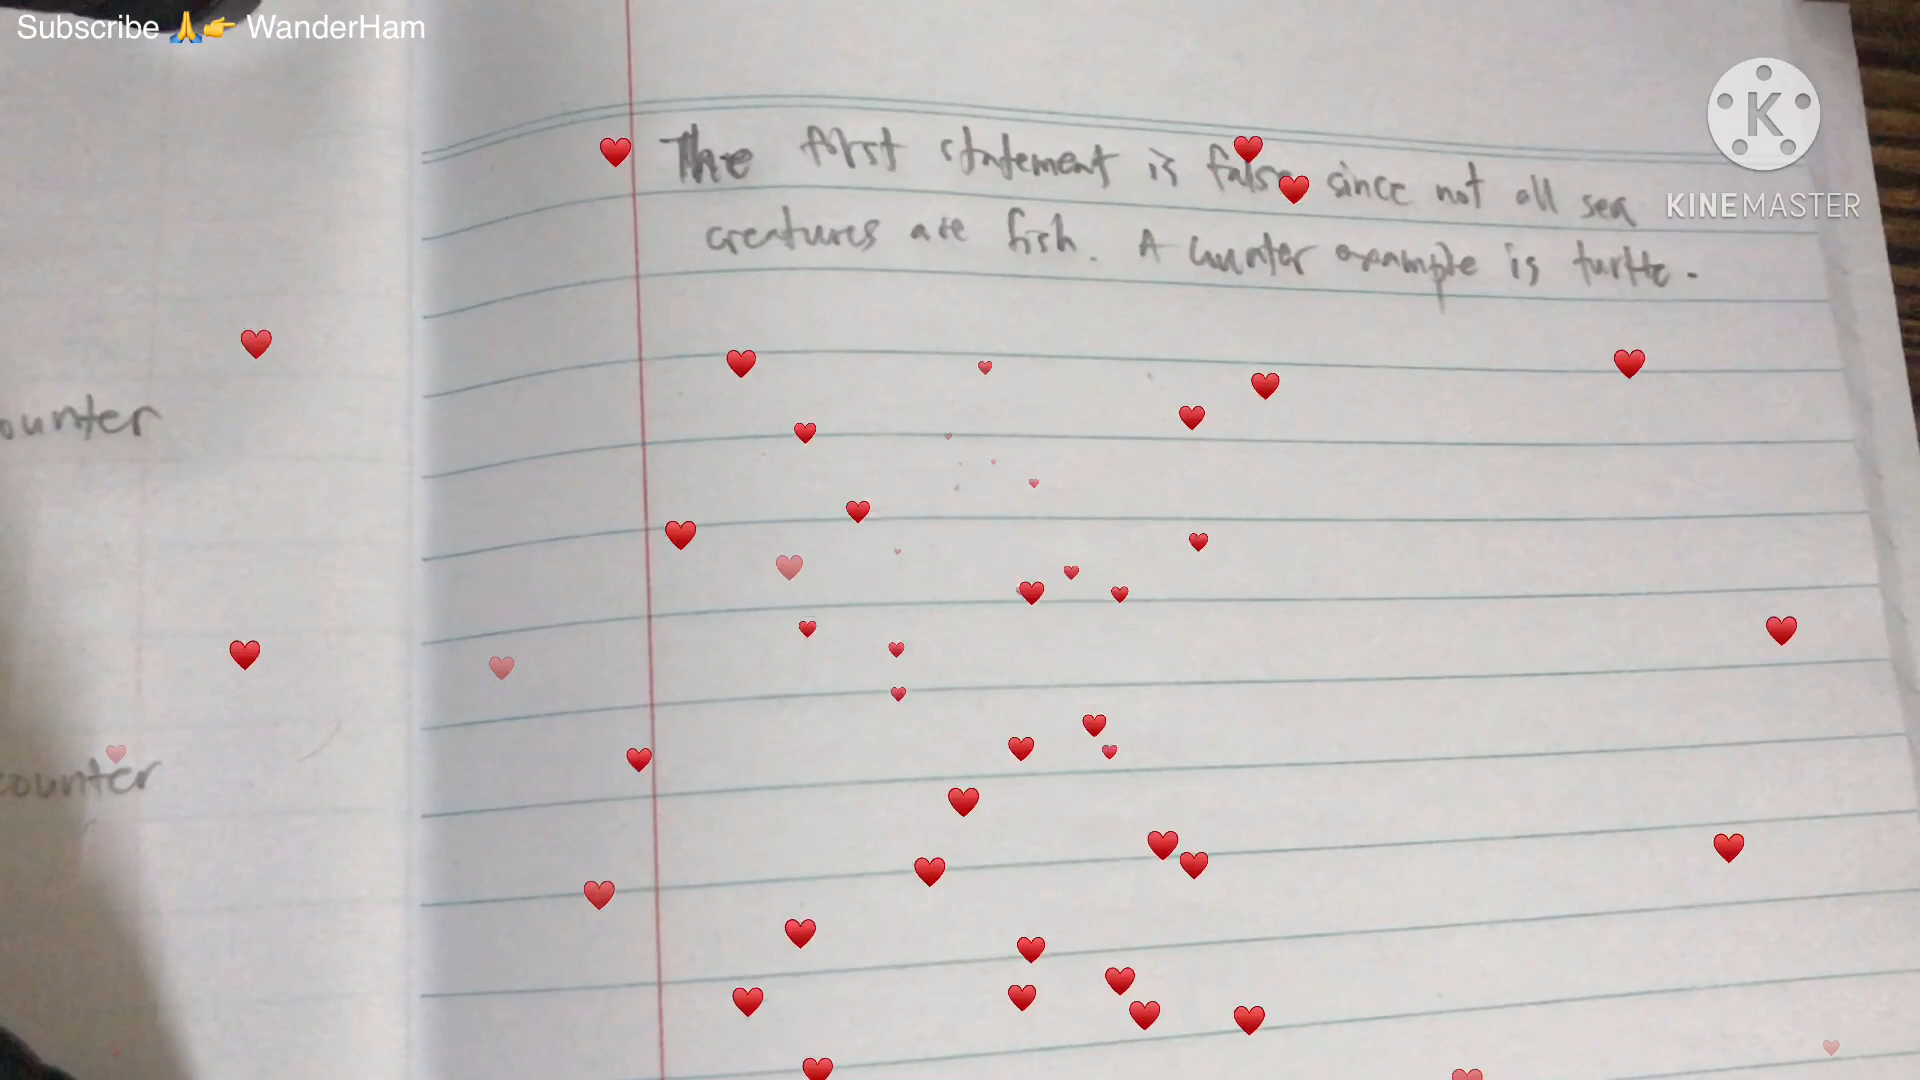 Subscribe 🙏👉 WanderHam
The first statement is false since not all sea
KINEMASTER
creatures are fish. A counter example is turtle.
ounter
counter